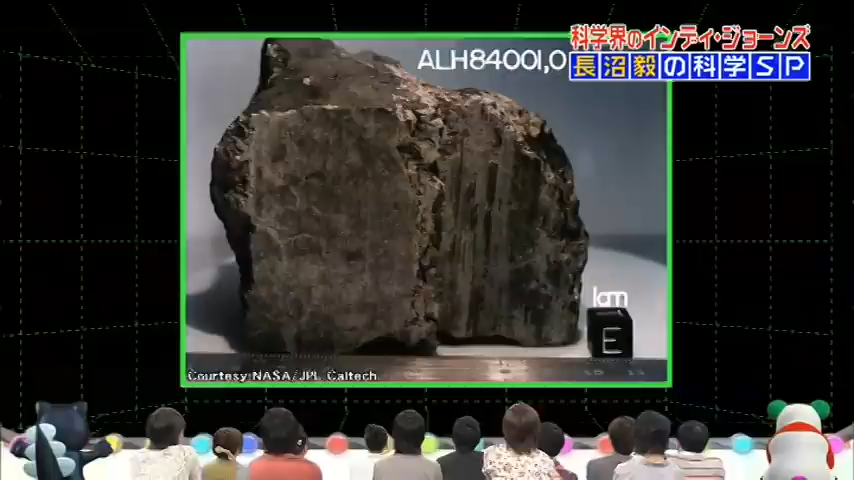 科学界のインディ・ジョーンズ
長沼毅の科学SP
ALH84001,0
1cm
E
Courtesy NASA/JPL Caltech